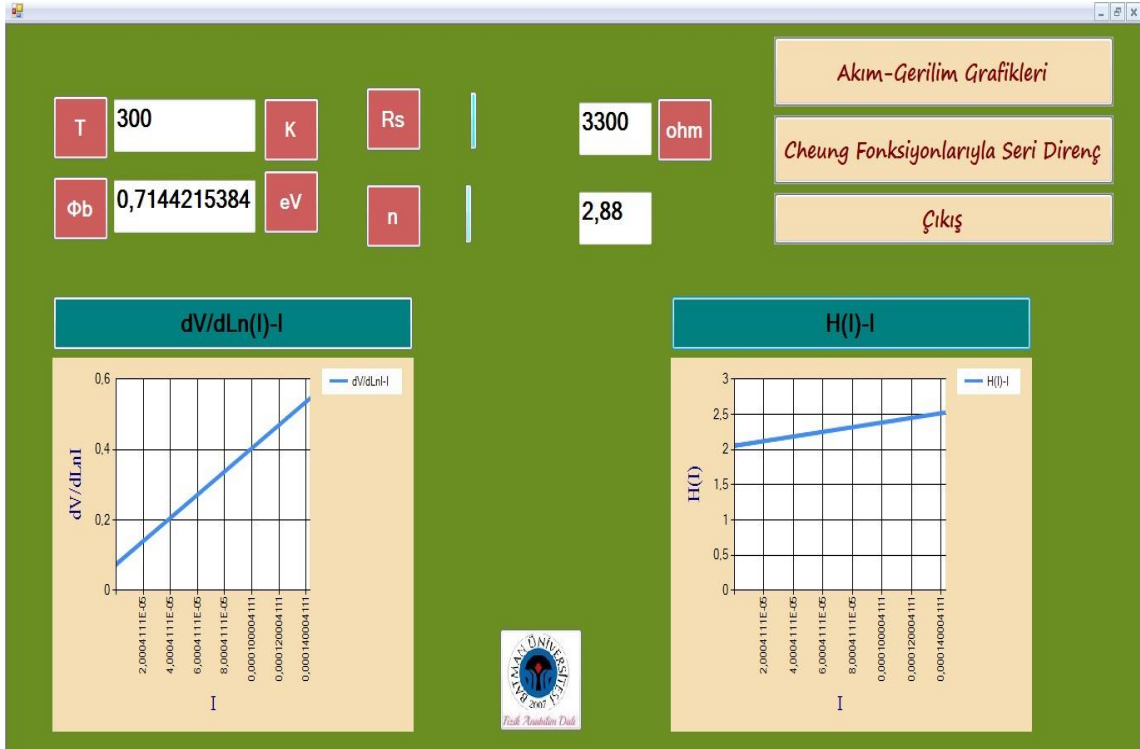 T
300
K
Rs
3300
ohm
Φb
0,7144215384
eV
n
2,88
Akım-Gerilim Grafikleri
Cheung Fonksiyonlarıyla Seri Direnç
Çıkış
dV/dLn(I)-I
dV/dLnI-I
0,6
0,4
0,2
0
dV/dLnI
2,0004111E-05
4,0004111E-05
6,0004111E-05
8,0004111E-05
0,000100004111
0,000120004111
0,000140004111
I
H(I)-I
H(I)-I
3
2,5
2
1,5
1
0,5
0
H(I)
2,0004111E-05
4,0004111E-05
6,0004111E-05
8,0004111E-05
0,000100004111
0,000120004111
0,000140004111
I
BATMAN ÜNİVERSİTESİ
2007
Fizik Anabilim Dalı